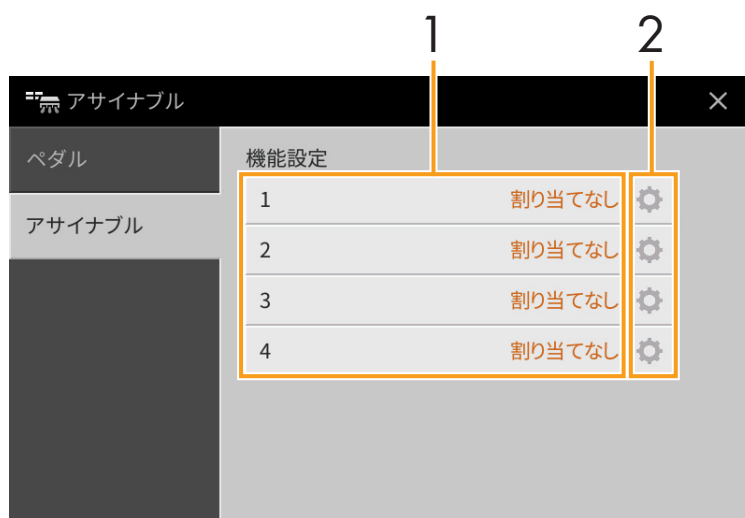 1 2
アサイナブル
ペダル
アサイナブル
機能設定
1 割り当てなし
2 割り当てなし
3 割り当てなし
4 割り当てなし